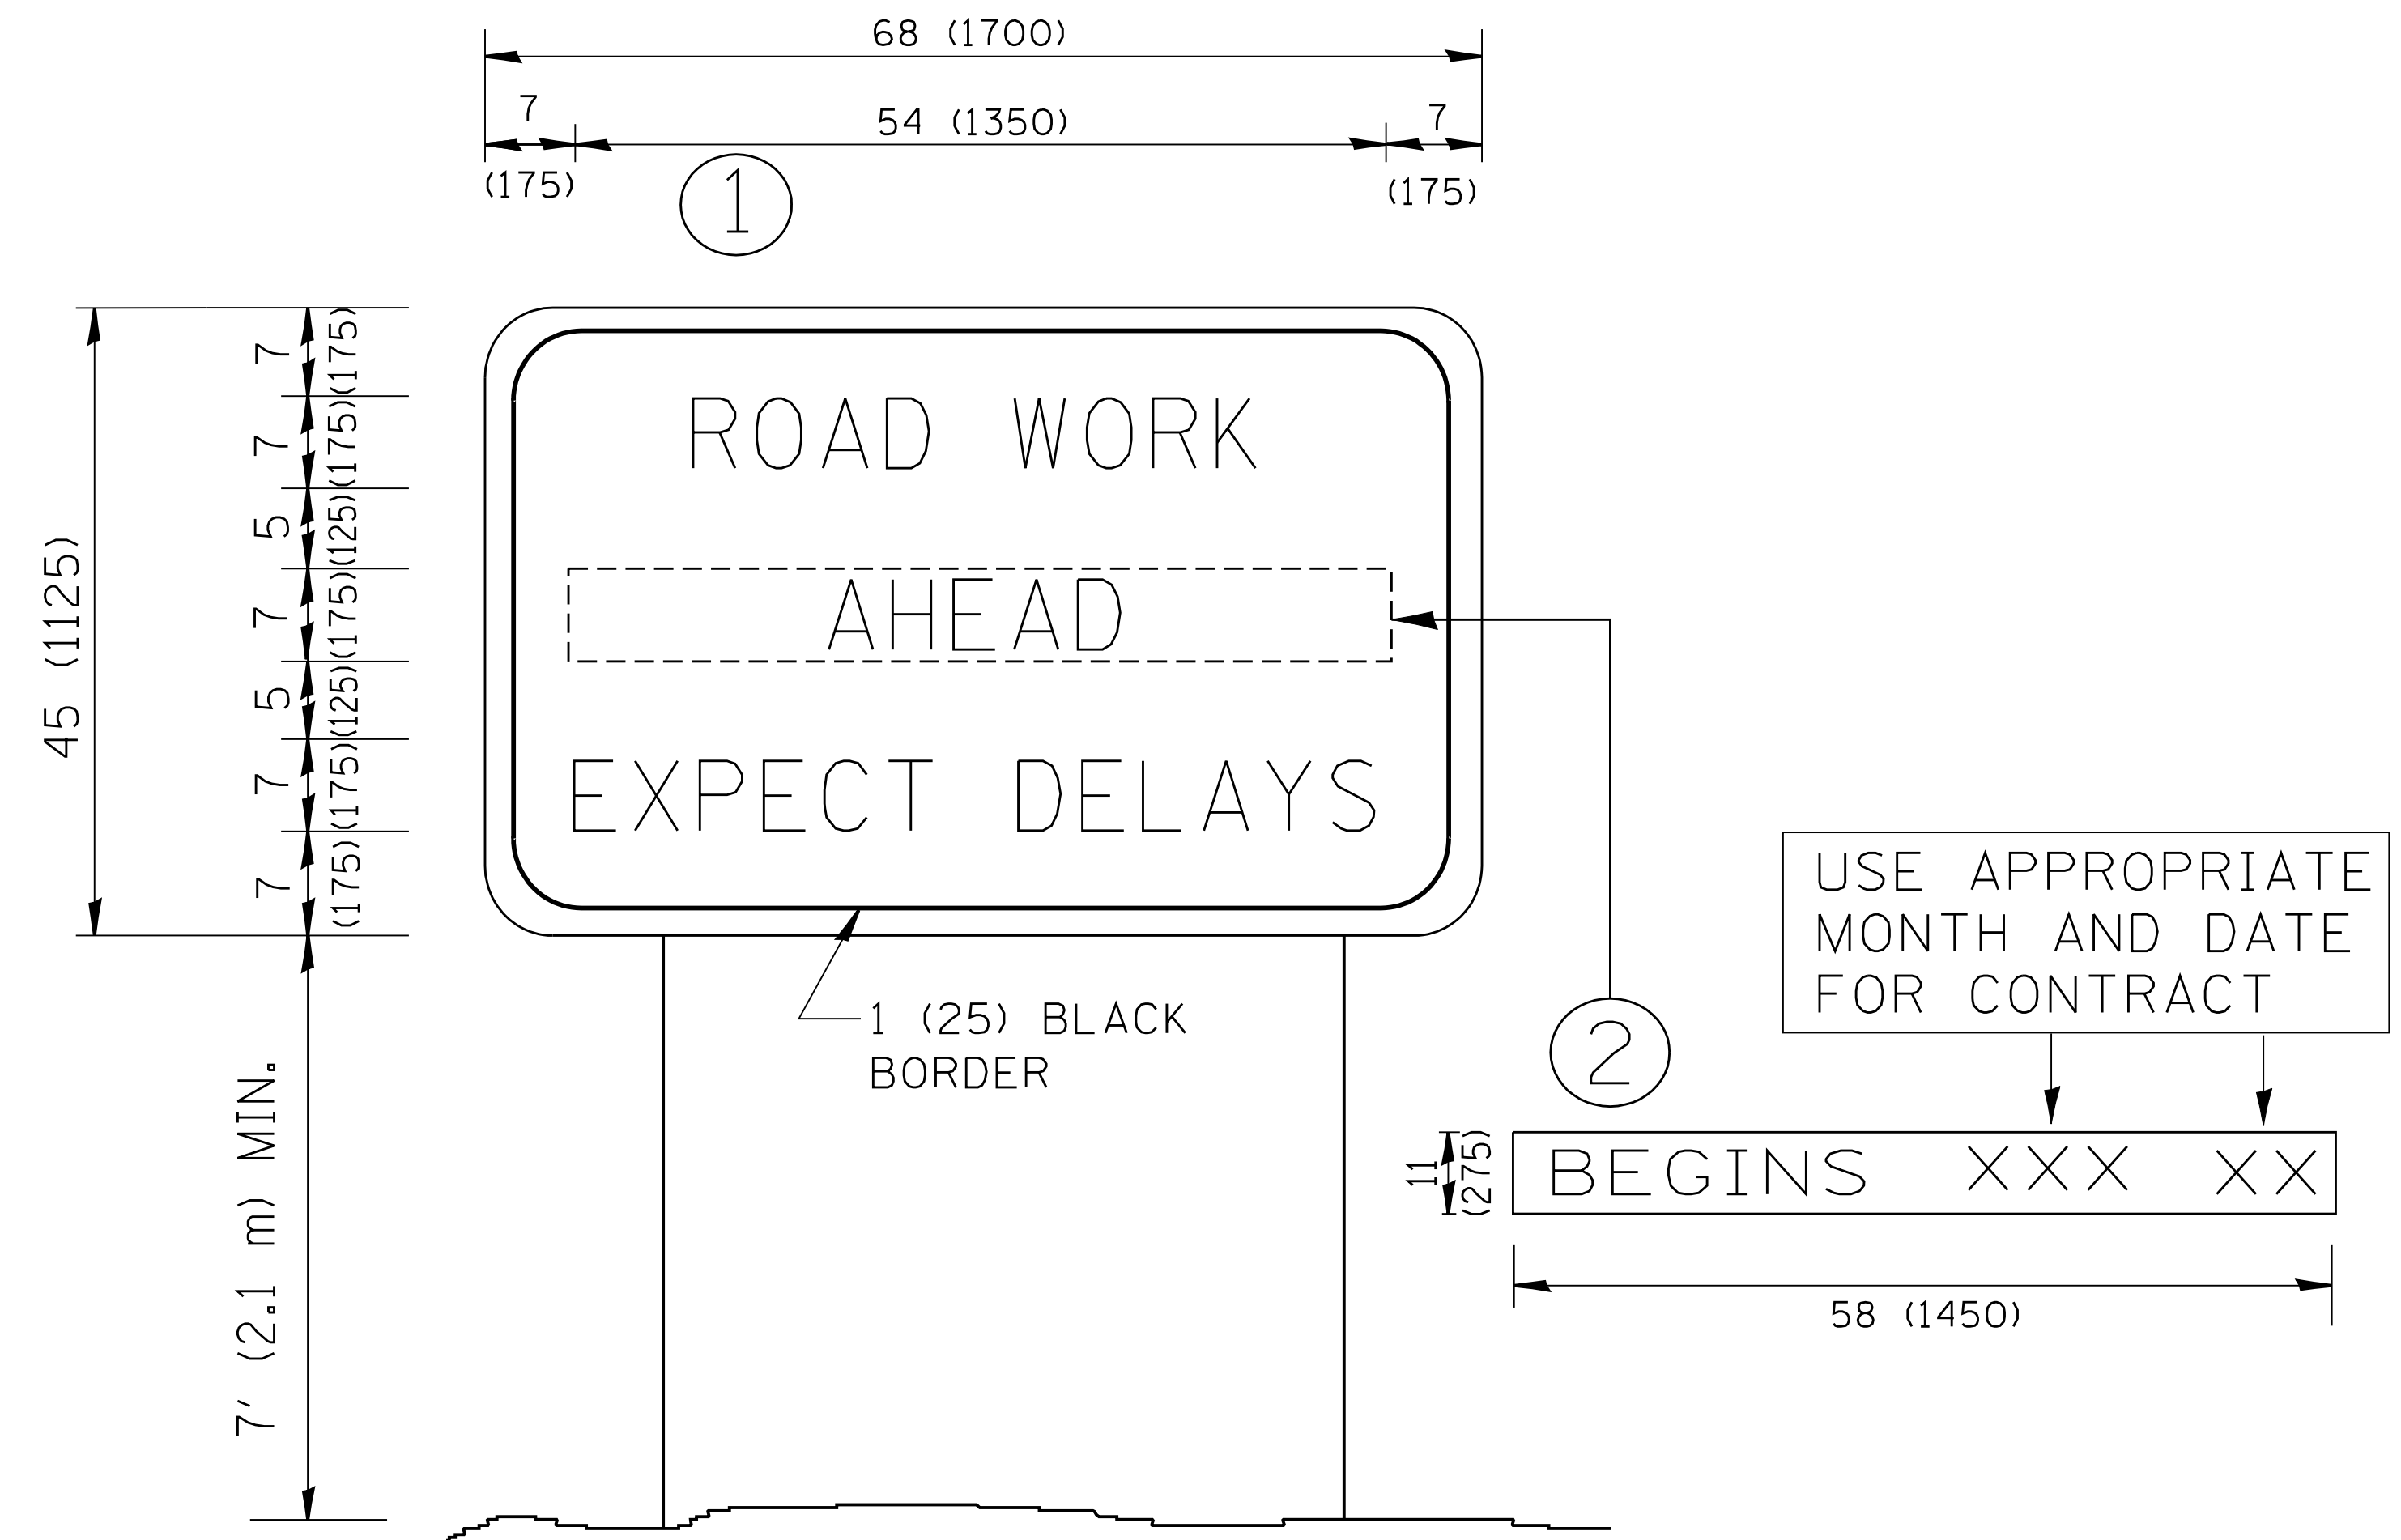 68 (1700)
7
54 (1350)
7
(175)
(175)
1
45 (1125)
7 (175)
7 (175)
5 (125)
7 (175)
5 (125)
7 (175)
7 (175)
ROAD WORK
AHEAD
EXPECT DELAYS
1 (25) BLACK
BORDER
7' (2.1 m) MIN.
2
USE APPROPRIATE
MONTH AND DATE
FOR CONTRACT
11
(275)
BEGINS XXX XX
58 (1450)